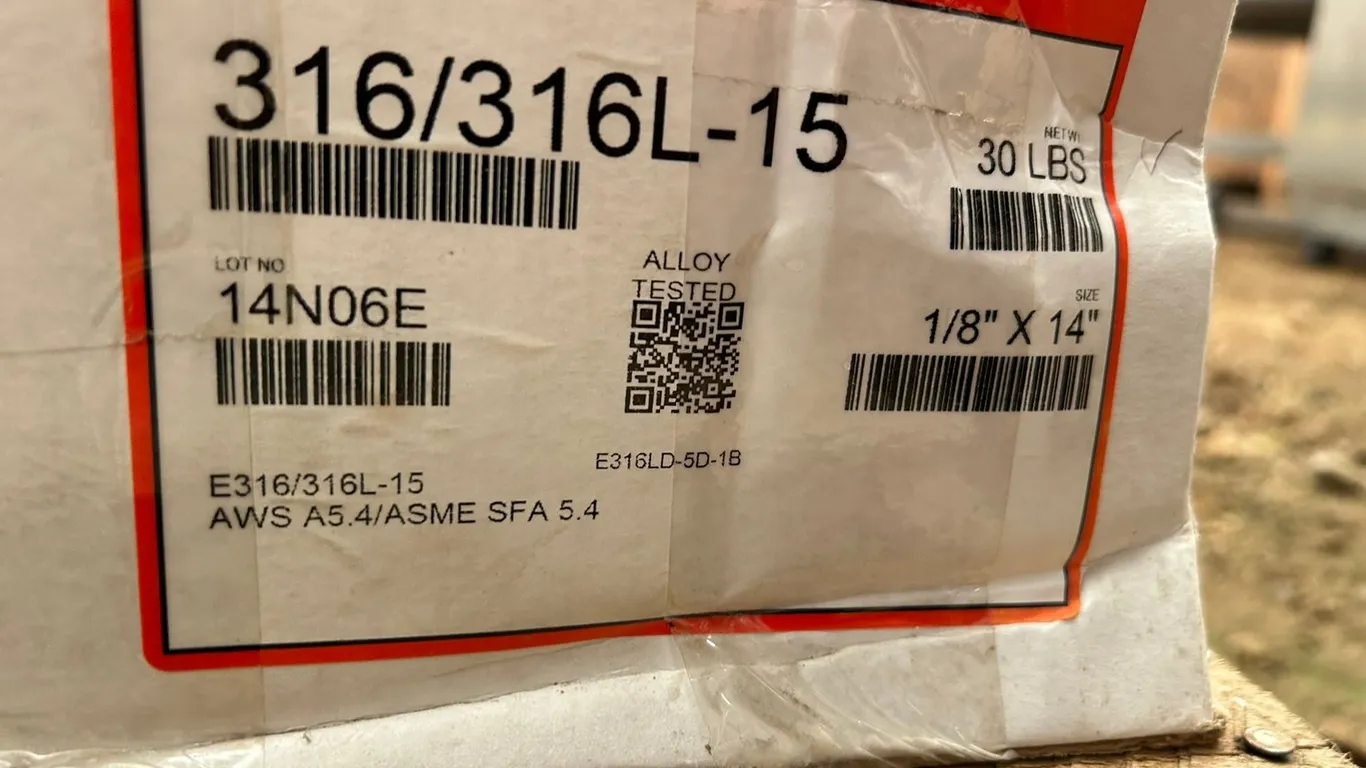 316/316L-15
NET WT.
30 LBS
LOT NO
14N06E
ALLOY
TESTED
SIZE
1/8" X 14"
E316LD-5D-1B
E316/316L-15
AWS A5.4/ASME SFA 5.4